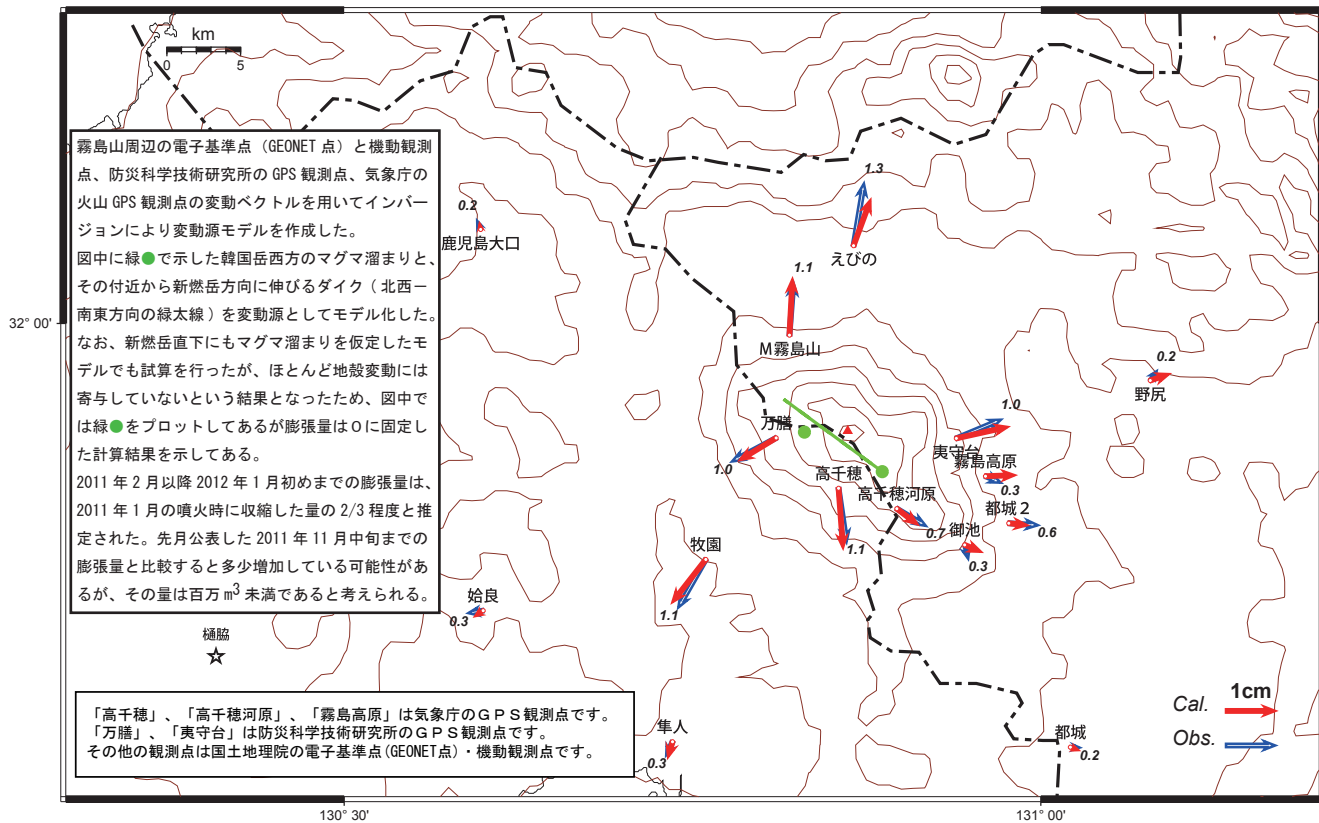 km
0 5
霧島山周辺の電子基準点（GEONET点）と機動観測
点、防災科学技術研究所のGPS観測点、気象庁の
火山GPS観測点の変動ベクトルを用いてインバー
ジョンにより変動源モデルを作成した。
図中に緑●で示した韓国岳西方のマグマ溜まりと、
その付近から新燃岳方向に伸びるダイク（北西－
南東方向の緑太線）を変動源としてモデル化した。
なお、新燃岳直下にもマグマ溜まりを仮定したモ
デルでも試算を行ったが、ほとんど地殻変動には
寄与していないという結果となったため、図中で
は緑●をプロットしてあるが膨張量は0に固定し
た計算結果を示してある。
2011年2月以降2012年1月初めまでの膨張量は、
2011年1月の噴火時に収縮した量の2/3程度と推
定された。先月公表した2011年11月中旬までの
膨張量と比較すると多少増加している可能性があ
るが、その量は百万m³未満であると考えられる。
0.2
鹿児島大口
1.3
えびの
1.1
M霧島山
32° 00′
0.2
野尻
1.0
夷守台
万膳
1.0
霧島高原
0.3
高千穂
1.1
高千穂河原
0.7
都城２
0.6
御池
0.3
牧園
1.1
姶良
0.3
樋脇
隼人
0.3
都城
0.2
「高千穂」、「高千穂河原」、「霧島高原」は気象庁のＧＰＳ観測点です。
「万膳」、「夷守台」は防災科学技術研究所のＧＰＳ観測点です。
その他の観測点は国土地理院の電子基準点(GEONET点)・機動観測点です。
1cm
Cal.
Obs.
130° 30′
131° 00′